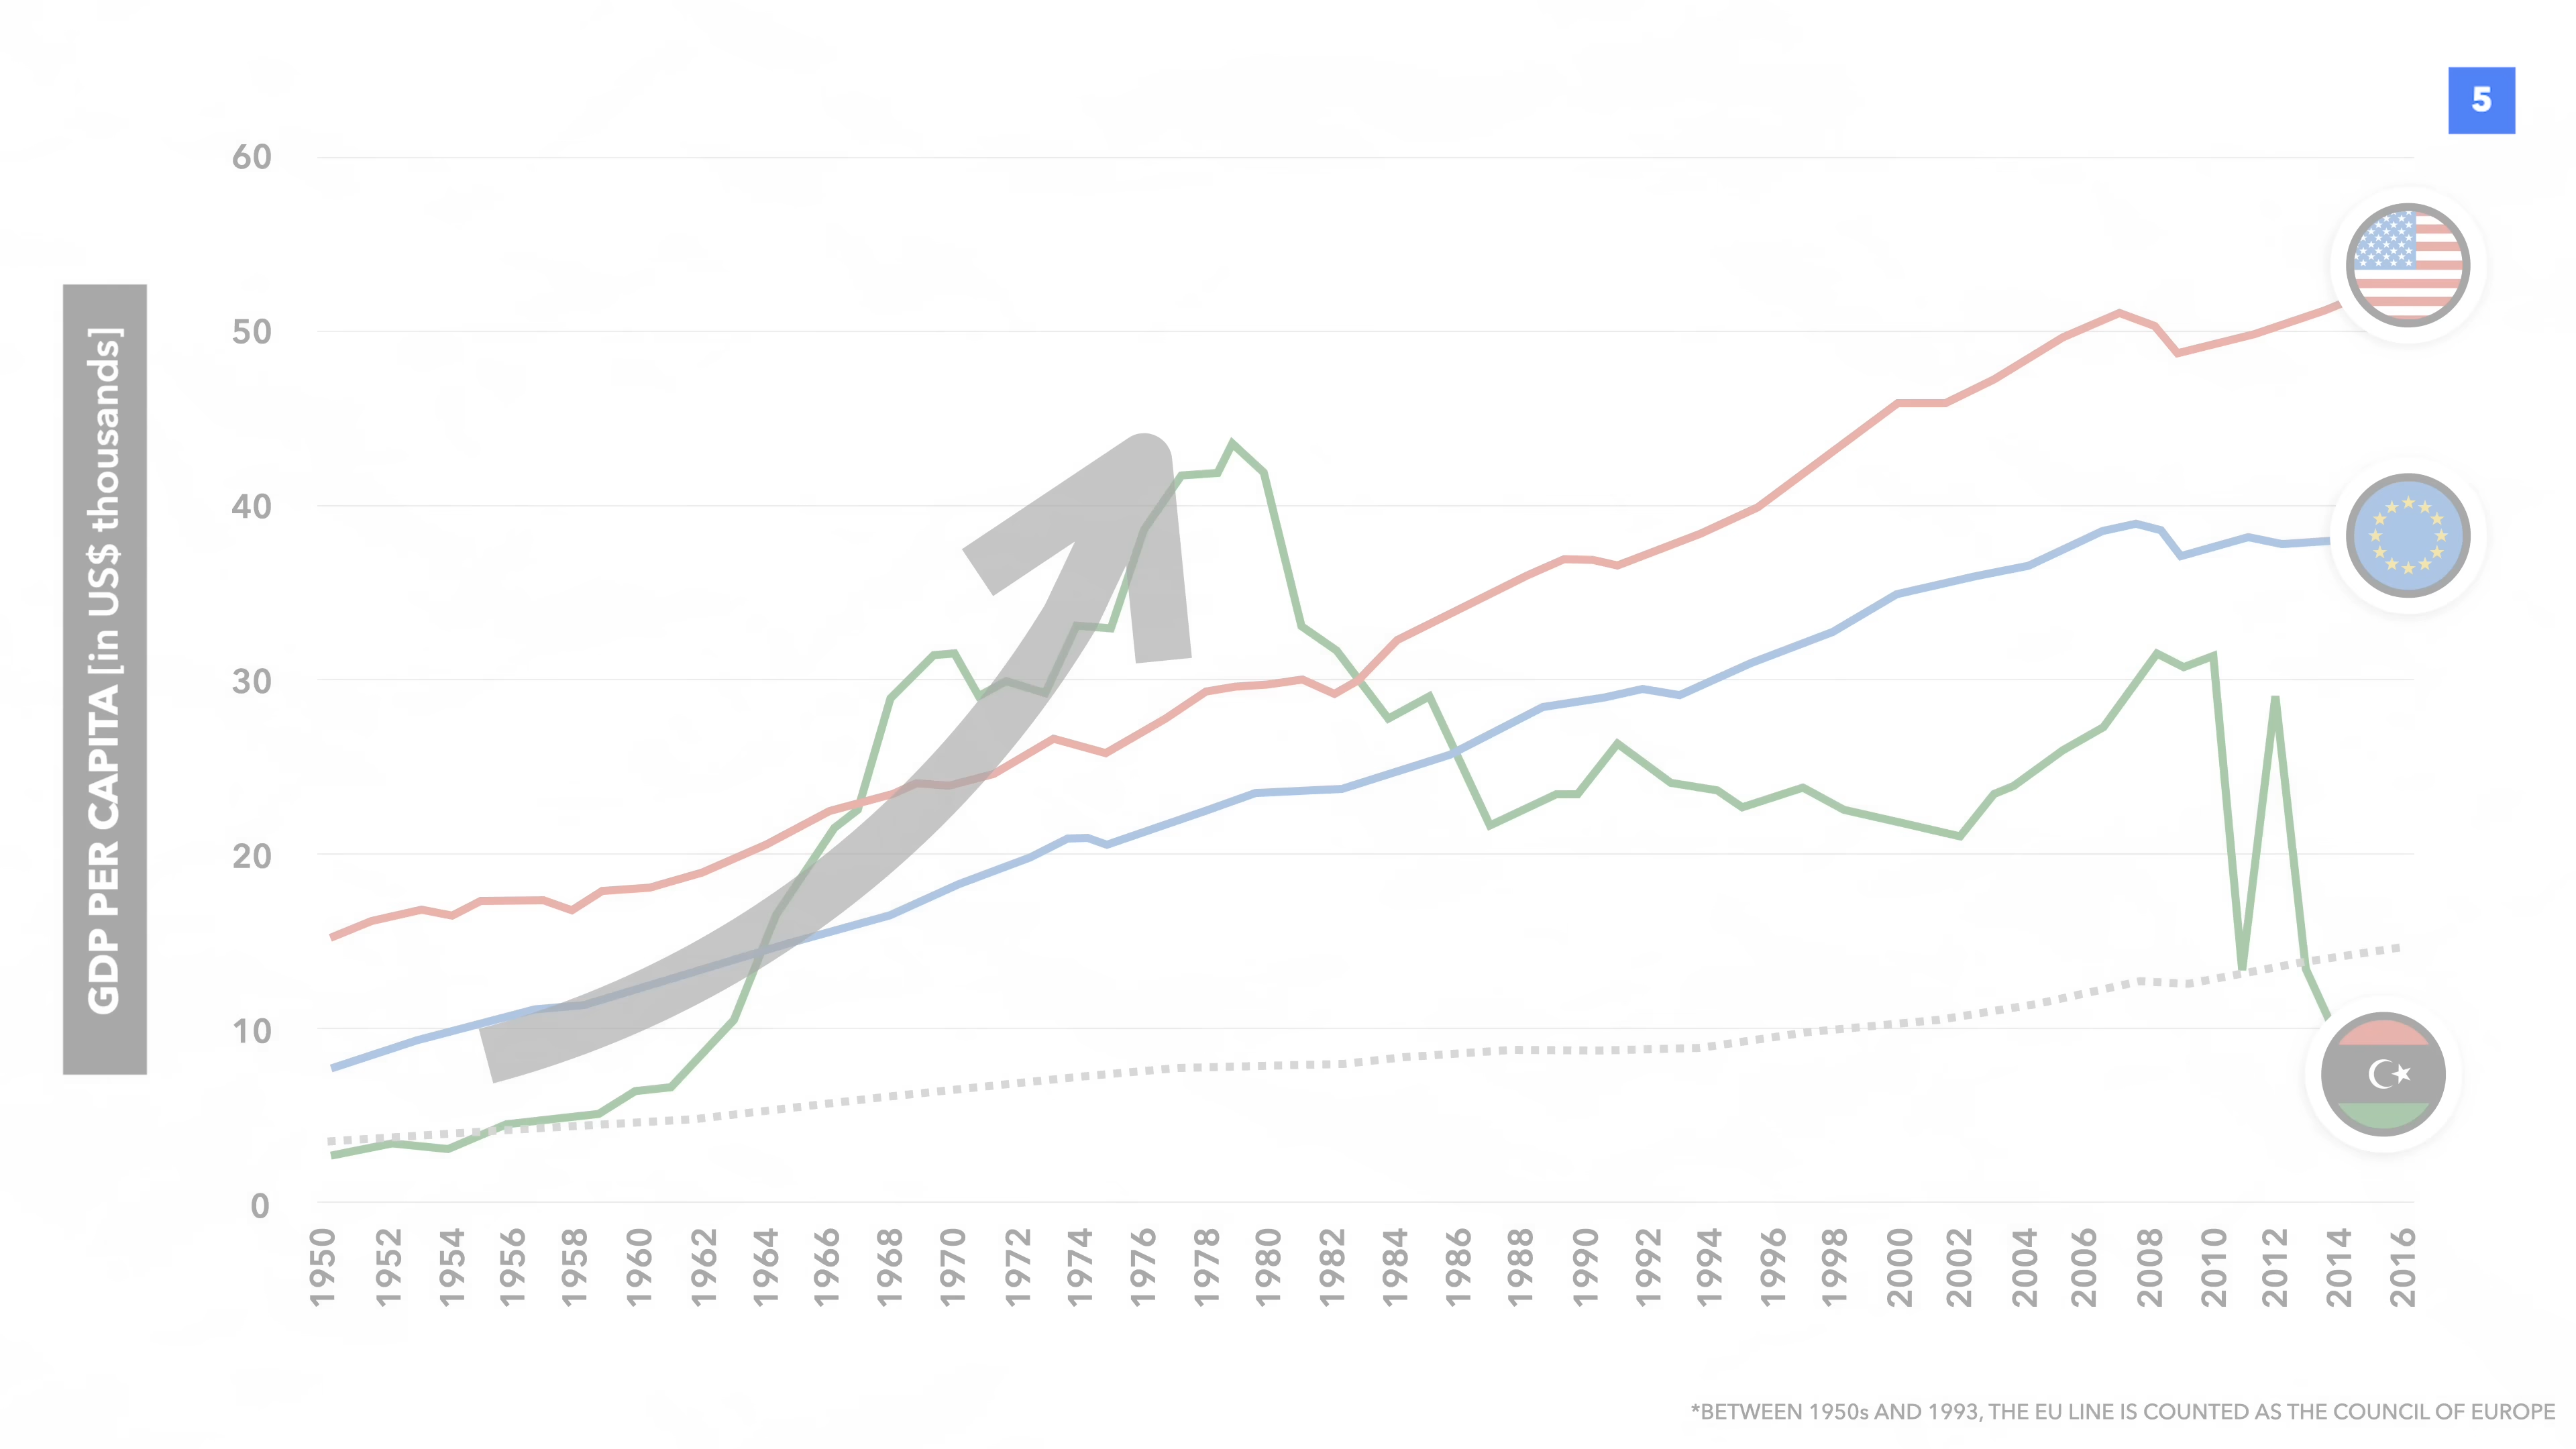 5
60
50
40
30
20
10
0
GDP PER CAPITA [in US$ thousands]
1950 1952 1954 1956 1958 1960 1962 1964 1966 1968 1970 1972 1974 1976 1978 1980 1982 1984 1986 1988 1990 1992 1994 1996 1998 2000 2002 2004 2006 2008 2010 2012 2014 2016
*BETWEEN 1950s AND 1993, THE EU LINE IS COUNTED AS THE COUNCIL OF EUROPE